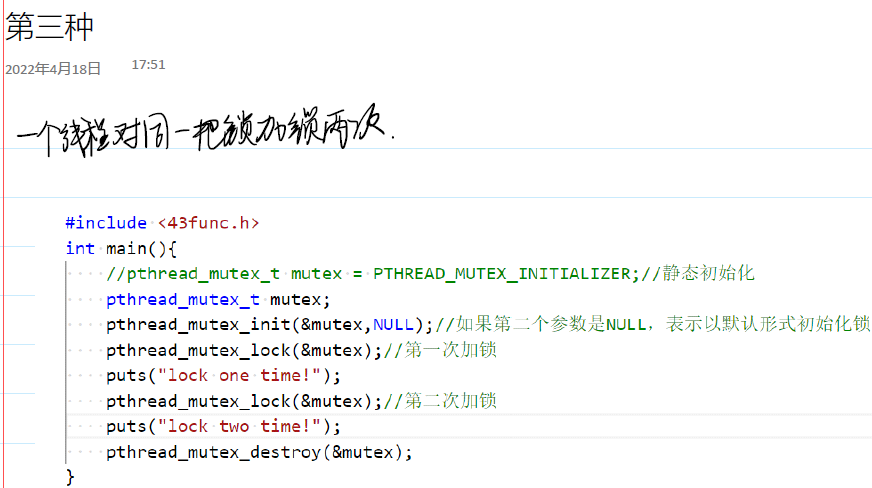 第三种
2022年4月18日 17:51
一个线程对同一把锁加锁两次.
#include <43func.h>
int main(){
//pthread_mutex_t mutex = PTHREAD_MUTEX_INITIALIZER;//静态初始化
pthread_mutex_t mutex;
pthread_mutex_init(&mutex,NULL);//如果第二个参数是NULL，表示以默认形式初始化锁
pthread_mutex_lock(&mutex);//第一次加锁
puts("lock one time!");
pthread_mutex_lock(&mutex);//第二次加锁
puts("lock two time!");
pthread_mutex_destroy(&mutex);
}